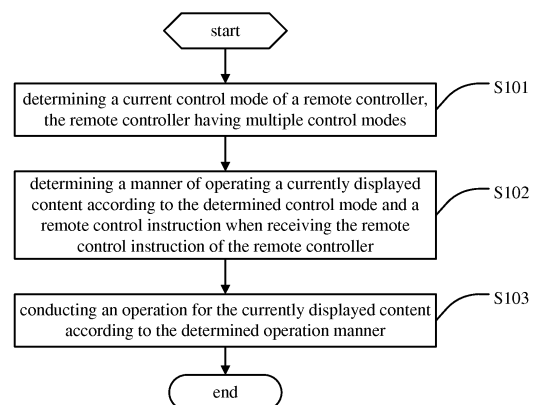 start
determining a current control mode of a remote controller,
the remote controller having multiple control modes
S101
determining a manner of operating a currently displayed
content according to the determined control mode and a
remote control instruction when receiving the remote
control instruction of the remote controller
S102
conducting an operation for the currently displayed content
according to the determined operation manner
S103
end